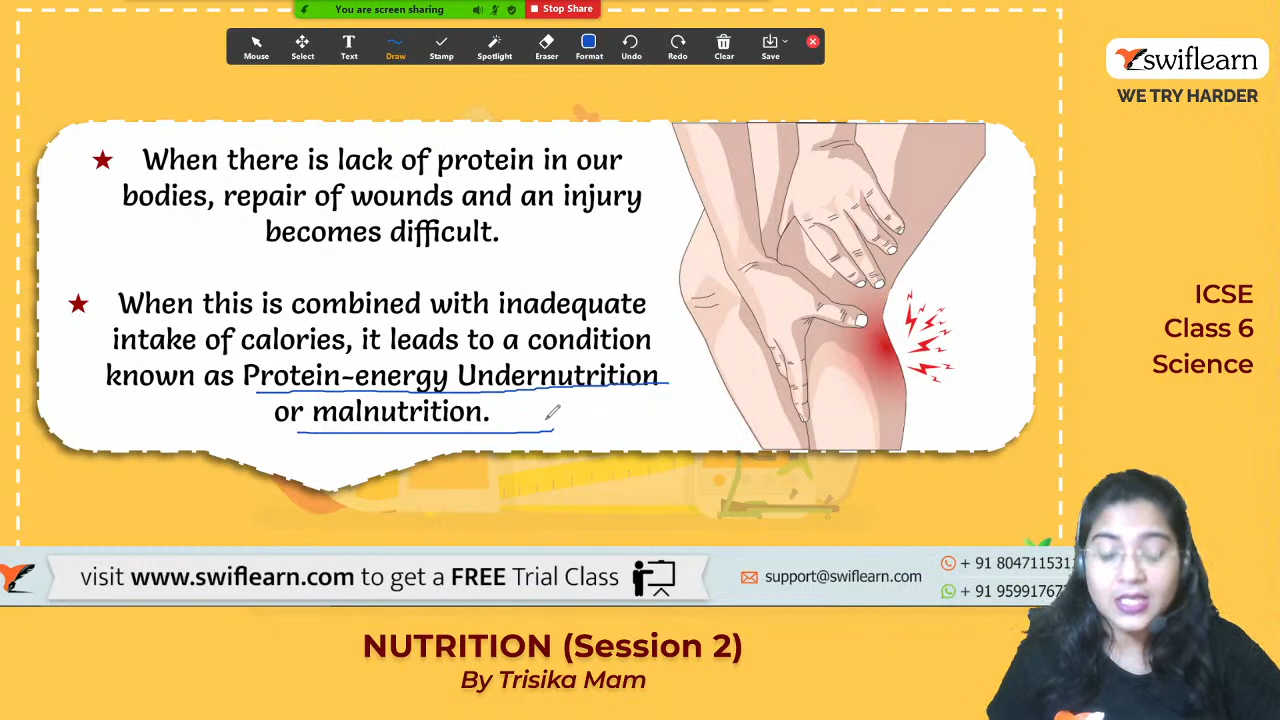 You are screen sharing
Stop Share
Mouse Select Text Draw Stamp Spotlight Eraser Format Undo Redo Clear Save
swiflearn
WE TRY HARDER
★ When there is lack of protein in our
bodies, repair of wounds and an injury
becomes difficult.
★ When this is combined with inadequate
intake of calories, it leads to a condition
known as Protein-energy Undernutrition
or malnutrition.
ICSE
Class 6
Science
visit www.swiflearn.com to get a FREE Trial Class
support@swiflearn.com
+ 91 804711531
+ 91 9599176
NUTRITION (Session 2)
By Trisika Mam